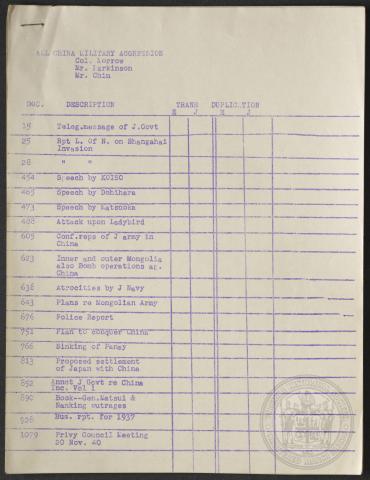 ALL CHINA MILITARY AGGRESSION
Col. Morrow
Mr. Parkinson
Mr. Chin
DOC. DESCRIPTION TRANS DUPLICATION
E J E J
15 Teleg.message of J.Govt
25 Rpt L. Of N. on Shangahai
Invasion
28 " "
454 Speech by KOISO
465 Speech by Dohihara
473 Speech by Matsuoka
488 Attack upon Ladybird
605 Conf.reps of J army in
China
623 Inner and outer Mongolia
also Bomb operations ag.
China
638 Atrocities by J Navy
643 Plans re Mongolian Army
676 Police Report
752 Plan to conquer China
766 Sinking of Panay
813 Proposed settlement
of Japan with China
852 Annot J Govt re China
Inc. Vol 1
890 Book--Gen.Matsui &
Nanking outrages
928 Bus. rpt. for 1937
1079 Privy Council Meeting
20 Nov. 40